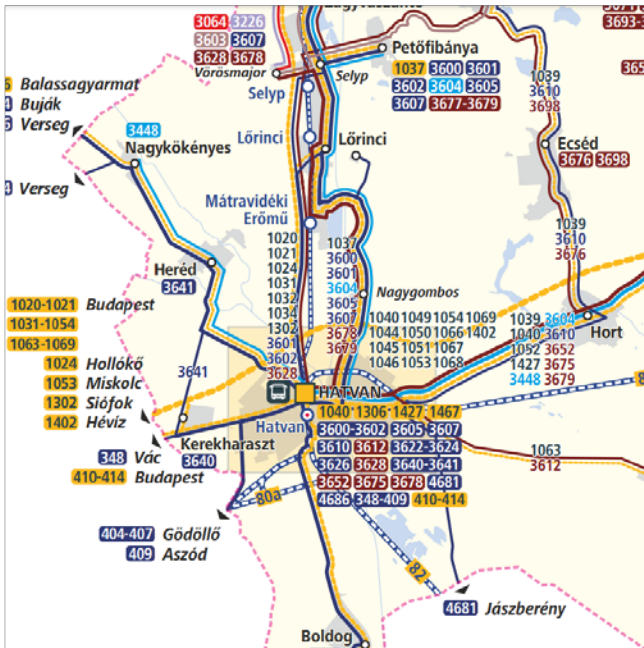 Zagyvaszántó
3064 3226
3603 3607
3628 3678
Vörösmajor
Selyp
Selyp
Petőfibánya
1037 3600 3601
3602 3604 3605
3607 3677-3679
3693-
1039
3610
3698
Ecséd
3676 3698
Balassagyarmat
Buják
Verseg
3448
Nagykökényes
Verseg
Lőrinci
Lőrinci
Mátravidéki
Erőmű
Heréd
3641
1020
1021
1024
1031
1032
1034
1302
3601
3602
3628
1037
3600
3601
3604
3605
3607
3678
3679
Nagygombos
1039
3610
3676
1040 1049 1054 1069
1044 1050 1066 1402
1045 1051 1067
1046 1053 1068
1039 3604
1040 3610
1052 3652
1427 3675
3448 3679
Hort
1020-1021 Budapest
1031-1054
1063-1069
1024 Hollókő
1053 Miskolc
1302 Siófok
1402 Hévíz
3641
HATVAN
Hatvan
1040 1306-1427 1467
3600-3602 3605 3607
3610 3612 3622-3624
3626 3628 3640-3641
3652 3675 3678 4681
4686 348-409 410-414
Kerekharaszt
3640
348 Vác
410-414 Budapest
1063
3612
80a
404-407 Gödöllő
409 Aszód
82
4681 Jászberény
Boldog